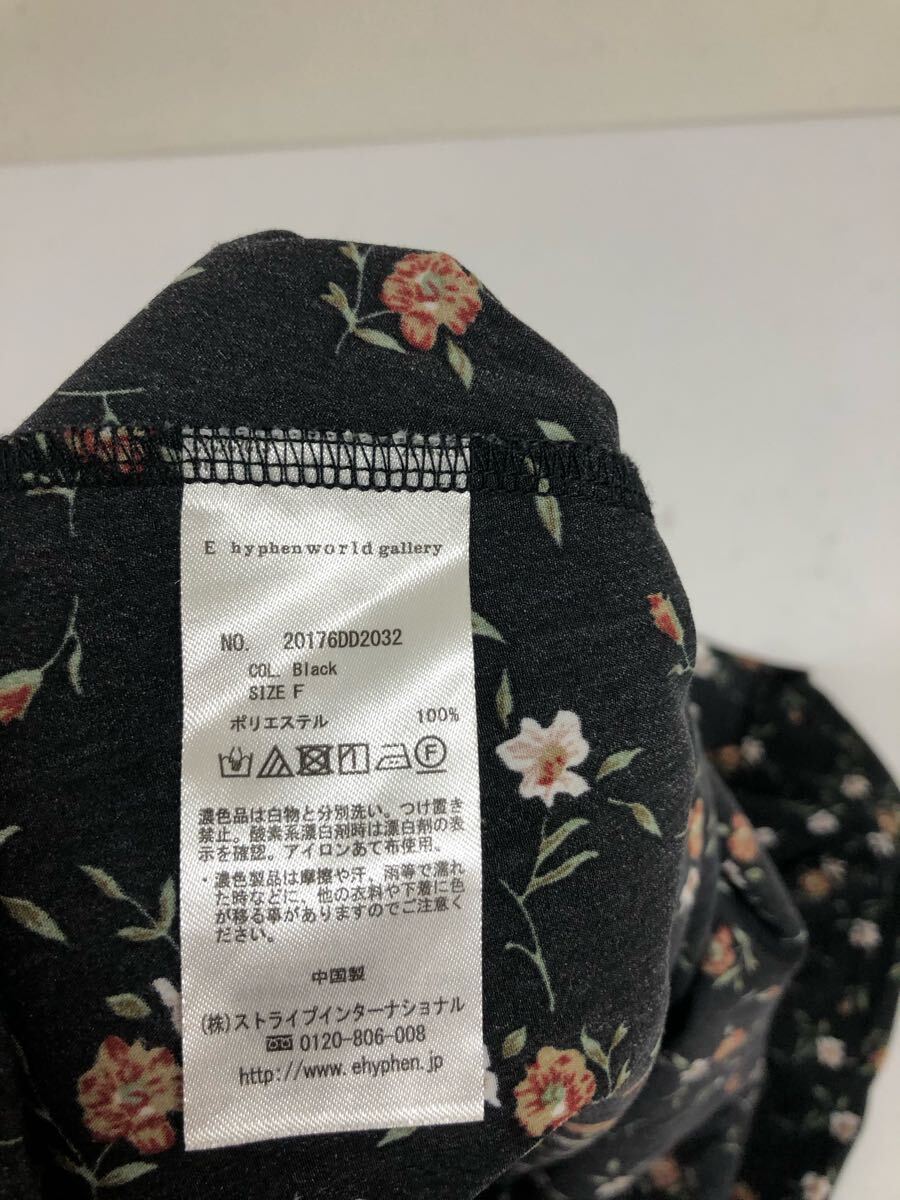 E hyphenworld gallery
NO. 20176DD2032
COL. Black
SIZE F
ポリエステル 100%
濃色品は白物と分別洗い。つけ置き
禁止。酸素系漂白剤時は漂白剤の表
示を確認。アイロンあて布使用。
・濃色製品は摩擦や汗、雨等で濡れ
た時などに、他の衣料や下着に色
が移る事がありますのでご注意く
ださい。
中国製
(株)ストライプインターナショナル
0120-806-008
http://www.ehyphen.jp